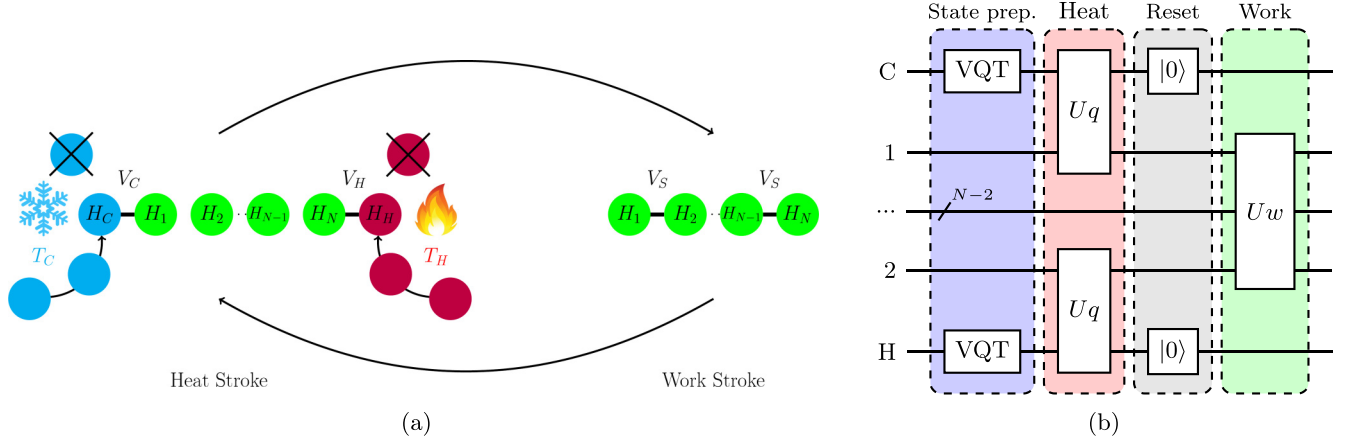 V_C
V_H
H_C
H_1
H_2
··
H_{N−1}
H_N
H_H
T_C
T_H
Heat Stroke
V_S
V_S
H_1
H_2
··
H_{N−1}
H_N
Work Stroke
(a)
State prep.
Heat
Reset
Work
C
VQT
Uq
|0⟩
1
...
N−2
Uw
2
Uq
H
VQT
|0⟩
(b)